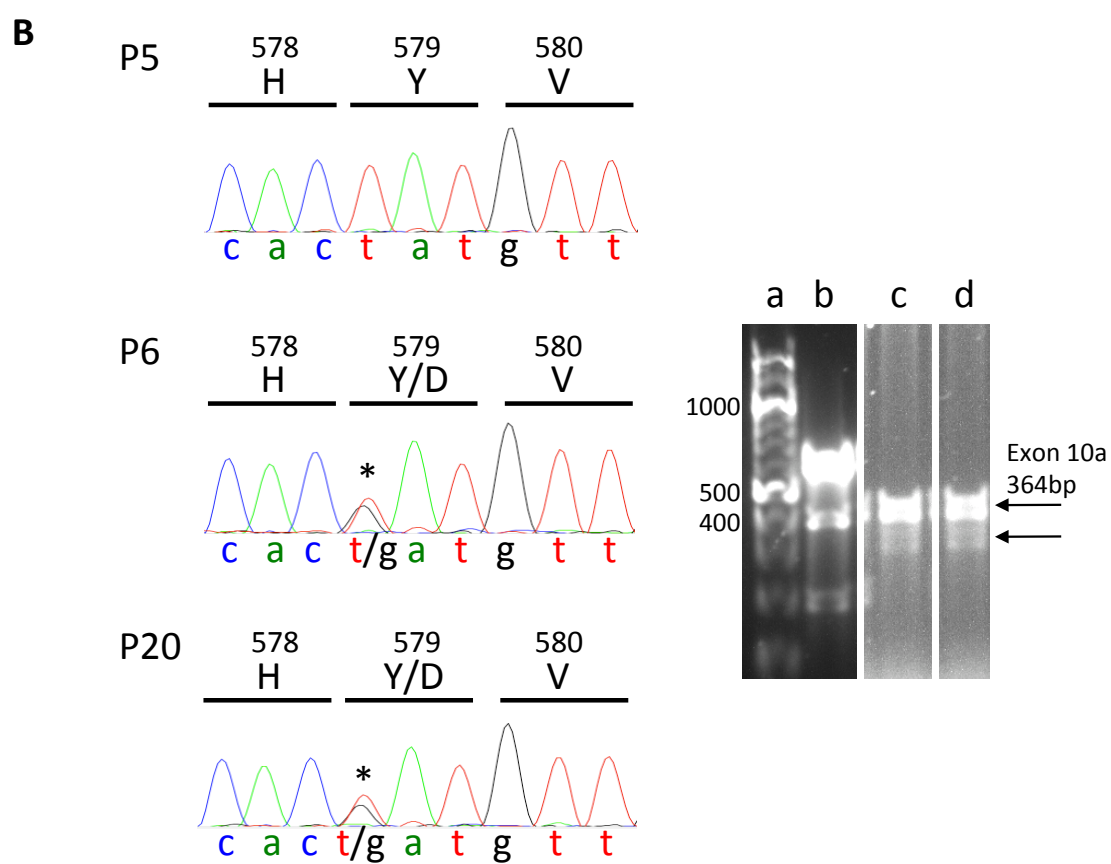 B
P5
578 579 580
H Y V
c a c t a t g t t
P6
578 579 580
H Y/D V
*
c a c t/g a t g t t
P20
578 579 580
H Y/D V
*
c a c t/g a t g t t
a b c d
1000
500
400
Exon 10a
364bp